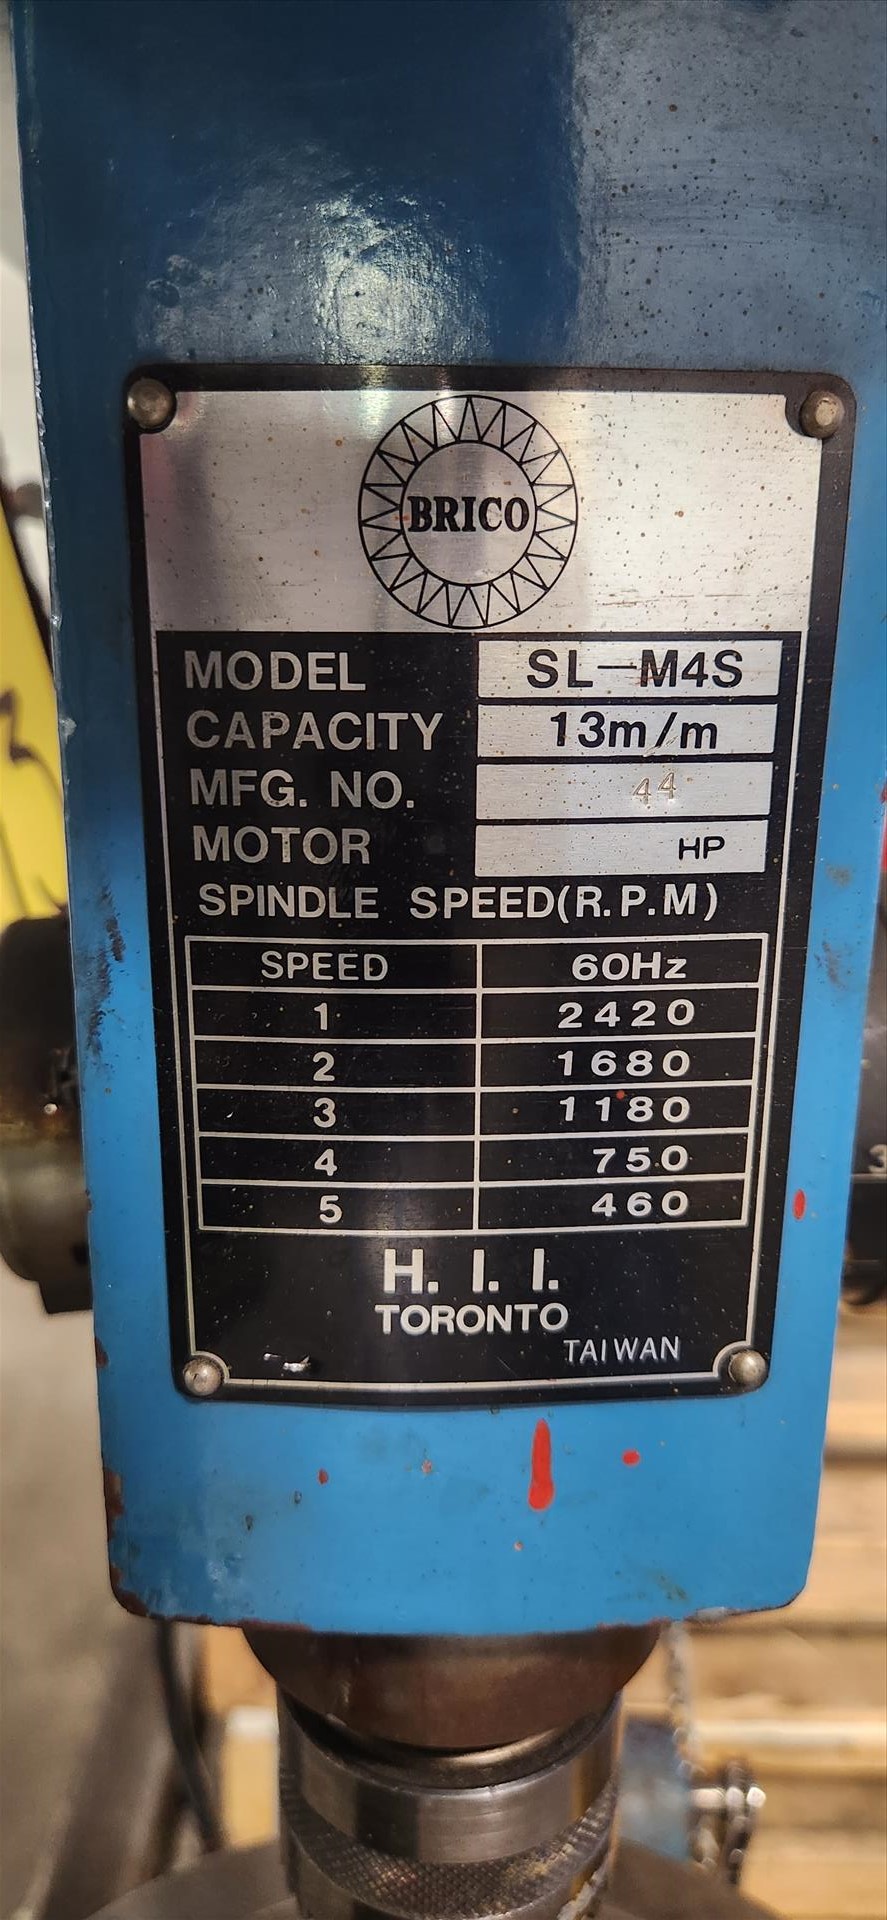 BRICO
MODEL SL-M4S
CAPACITY 13m/m
MFG. NO. 44
MOTOR HP
SPINDLE SPEED(R.P.M)
SPEED 60Hz
1 2420
2 1680
3 1180
4 750
5 460
H. I. I.
TORONTO
TAIWAN
3